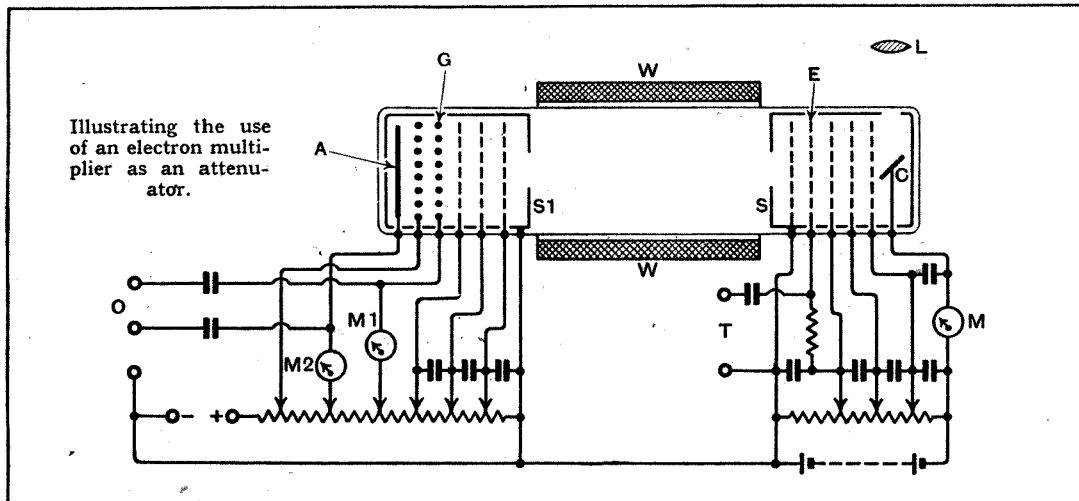 L
G
W
E
Illustrating the use
of an electron multi-
plier as an attenu-
ator.
A
C
S1
S
W
O
M1
T
M
M2
- +